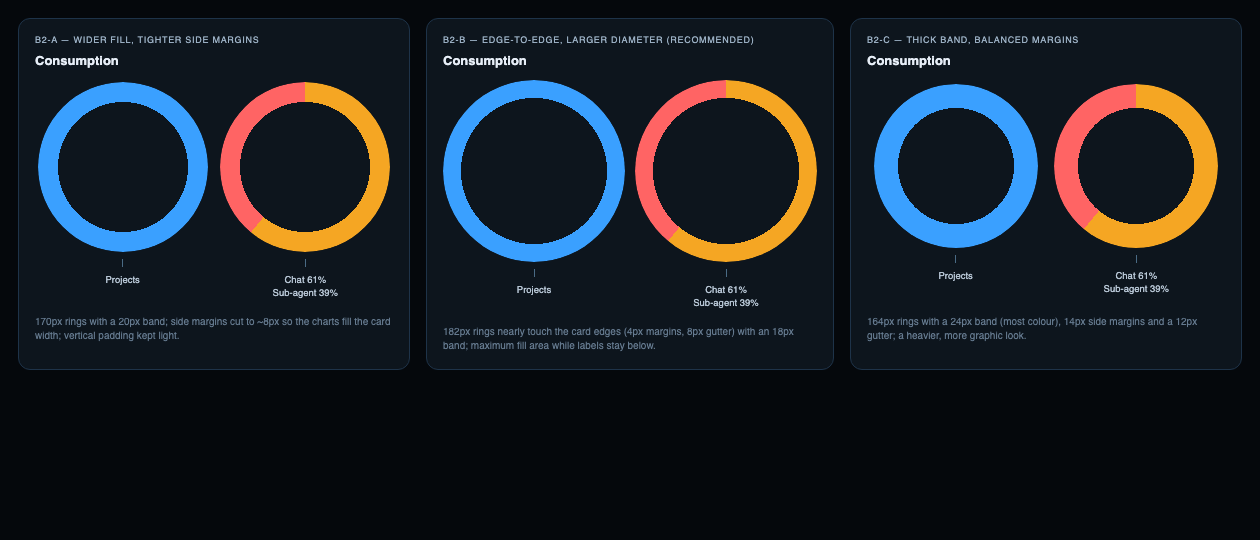 B2-A — WIDER FILL, TIGHTER SIDE MARGINS
Consumption
Projects
Chat 61%
Sub-agent 39%
170px rings with a 20px band; side margins cut to ~8px so the charts fill the card
width; vertical padding kept light.
B2-B — EDGE-TO-EDGE, LARGER DIAMETER (RECOMMENDED)
Consumption
Projects
Chat 61%
Sub-agent 39%
182px rings nearly touch the card edges (4px margins, 8px gutter) with an 18px
band; maximum fill area while labels stay below.
B2-C — THICK BAND, BALANCED MARGINS
Consumption
Projects
Chat 61%
Sub-agent 39%
164px rings with a 24px band (most colour), 14px side margins and a 12px
gutter; a heavier, more graphic look.